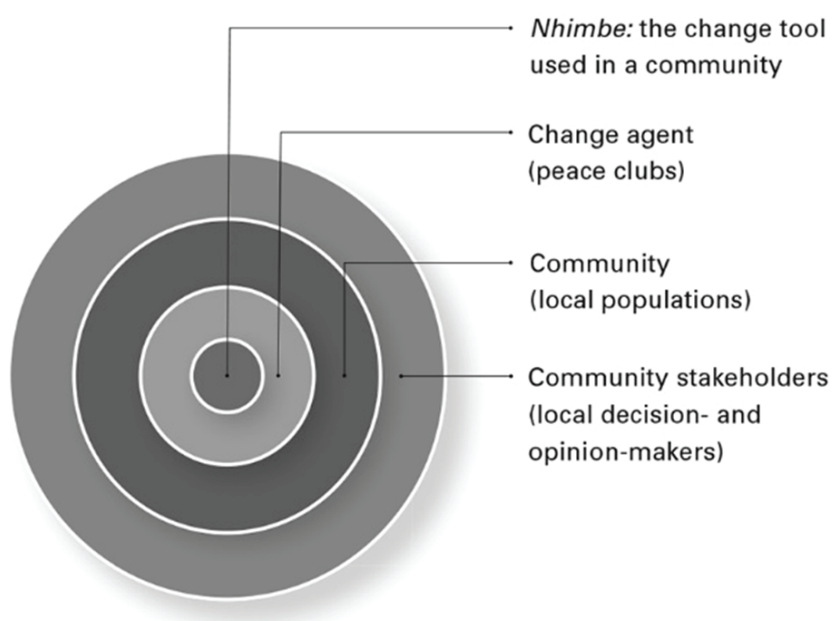 Nhimbe: the change tool
used in a community
Change agent
(peace clubs)
Community
(local populations)
Community stakeholders
(local decision- and
opinion-makers)